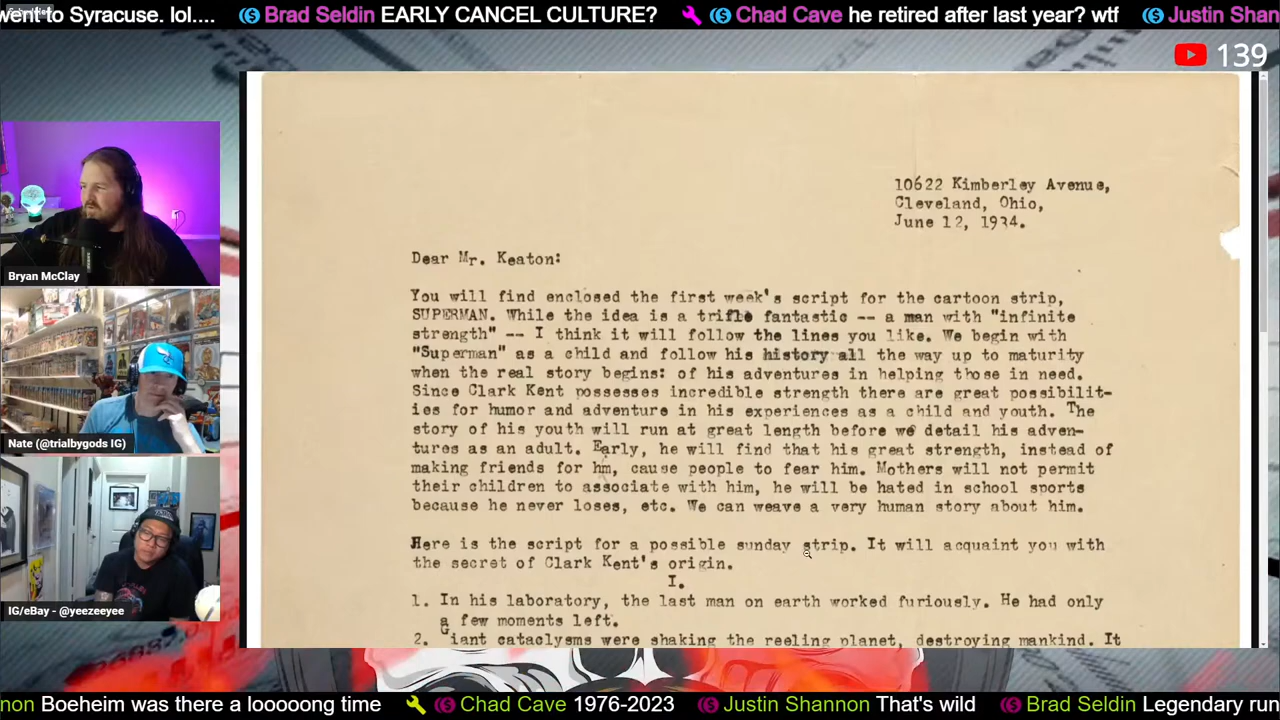 went to Syracuse. lol.... Brad Seldin EARLY CANCEL CULTURE? Chad Cave he retired after last year? wtf Justin Shan
139
10622 Kimberley Avenue,
Cleveland, Ohio,
June 12, 1934.
Dear Mr. Keaton:
You will find enclosed the first week's script for the cartoon strip,
SUPERMAN. While the idea is a trifle fantastic -- a man with "infinite
strength" -- I think it will follow the lines you like. We begin with
"Superman" as a child and follow his history all the way up to maturity
when the real story begins: of his adventures in helping those in need.
Since Clark Kent possesses incredible strength there are great possibilit-
ies for humor and adventure in his experiences as a child and youth. The
story of his youth will run at great length before we detail his adven-
tures as an adult. Early, he will find that his great strength, instead of
making friends for hm, cause people to fear him. Mothers will not permit
their children to associate with him, he will be hated in school sports
because he never loses, etc. We can weave a very human story about him.
Here is the script for a possible sunday strip. It will acquaint you with
the secret of Clark Kent's origin.
I.
1. In his laboratory, the last man on earth worked furiously. He had only
a few moments left.
2. Giant cataclysms were shaking the reeling planet, destroying mankind. It
Bryan McClay
Nate (@trialbygods IG)
IG/eBay - @yeezeeyee
non Boeheim was there a looooong time Chad Cave 1976-2023 Justin Shannon That's wild Brad Seldin Legendary run